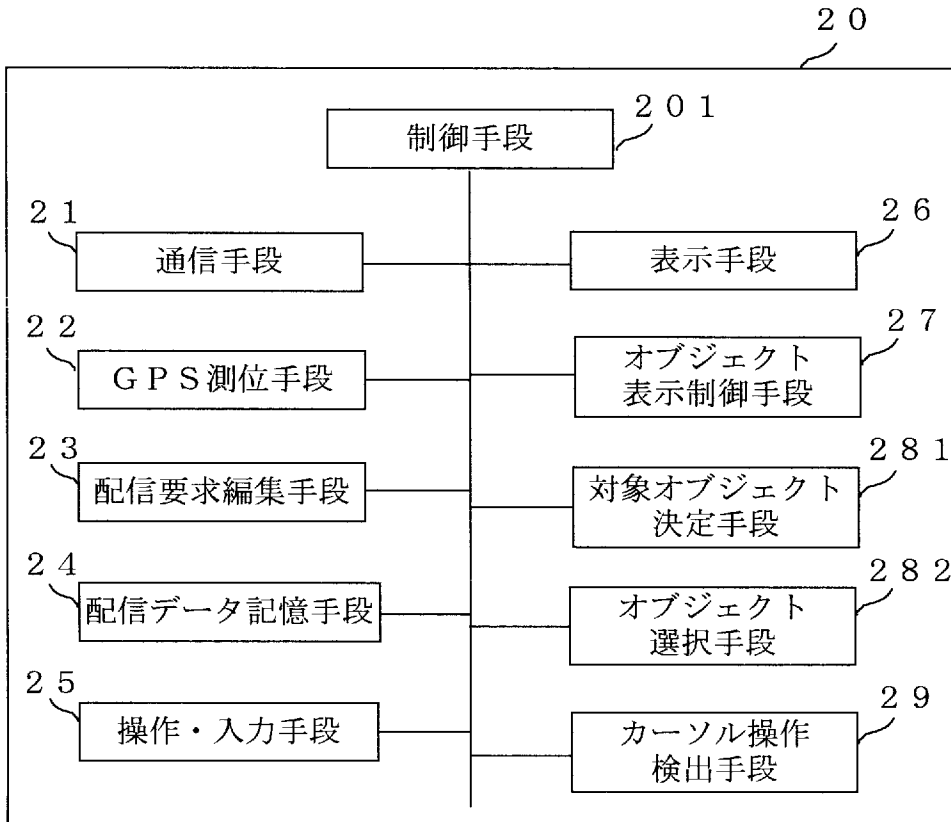 ２０
２０１
制御手段
２１
通信手段
２６
表示手段
２２
ＧＰＳ測位手段
２７
オブジェクト
表示制御手段
２３
配信要求編集手段
２８１
対象オブジェクト
決定手段
２４
配信データ記憶手段
２８２
オブジェクト
選択手段
２５
操作・入力手段
２９
カーソル操作
検出手段